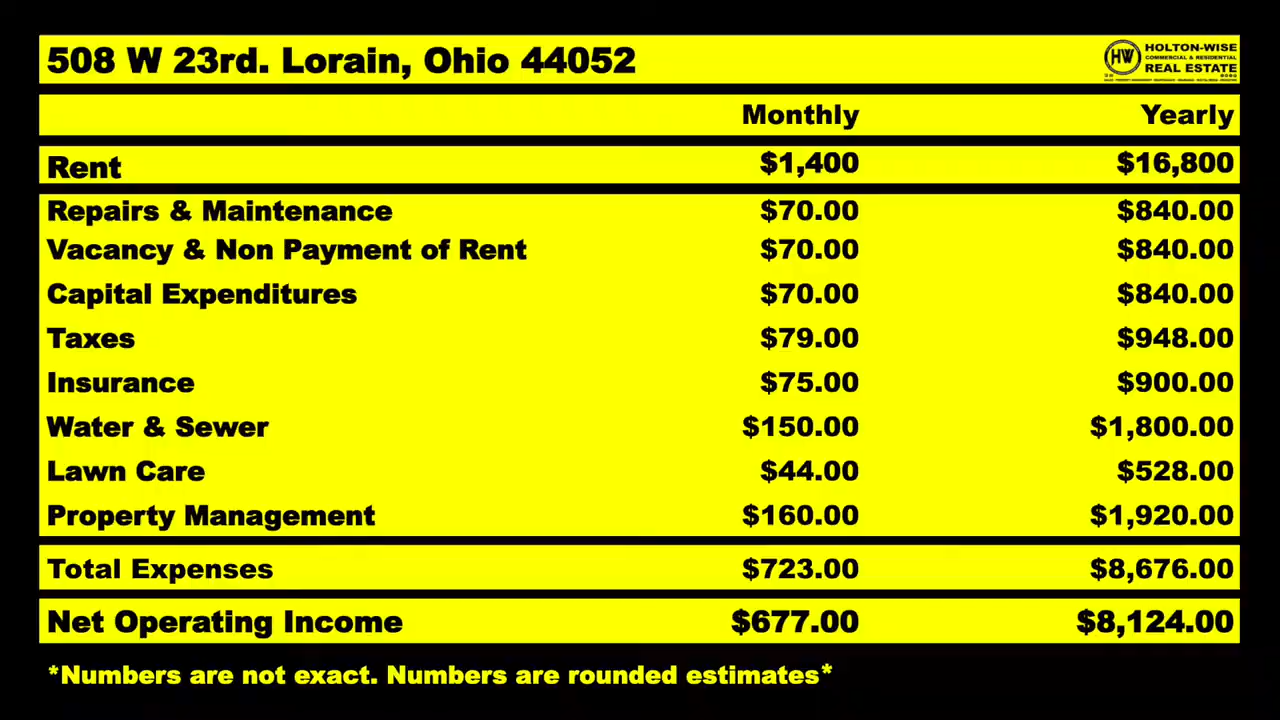 508 W 23rd. Lorain, Ohio 44052
HW
HOLTON-WISE
COMMERCIAL & RESIDENTIAL
REAL ESTATE
Monthly Yearly
Rent $1,400 $16,800
Repairs & Maintenance $70.00 $840.00
Vacancy & Non Payment of Rent $70.00 $840.00
Capital Expenditures $70.00 $840.00
Taxes $79.00 $948.00
Insurance $75.00 $900.00
Water & Sewer $150.00 $1,800.00
Lawn Care $44.00 $528.00
Property Management $160.00 $1,920.00
Total Expenses $723.00 $8,676.00
Net Operating Income $677.00 $8,124.00
*Numbers are not exact. Numbers are rounded estimates*